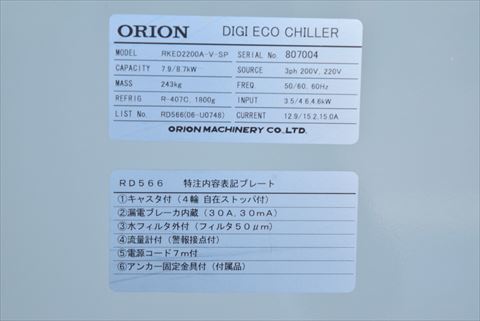 ORION DIGI ECO CHILLER
MODEL RKED2200A-V-SP SERIAL No. 807004
CAPACITY 7.9/8.7kW SOURCE 3ph 200V, 220V
MASS 243kg FREQ. 50/60, 60Hz
REFRIG R-407C, 1800g INPUT 3.5/4.6,4.6kW
LIST No. RD566(06-U0748) CURRENT 12.9/15.2,15.0A
ORION MACHINERY CO.,LTD.
RD566 特注内容表記プレート
①キャスタ付(4輪 自在ストッパ付)
②漏電ブレーカ内蔵(30A,30mA)
③水フィルタ外付(フィルタ50μm)
④流量計付(警報接点付)
⑤電源コード7m付
⑥アンカー固定金具付(付属品)